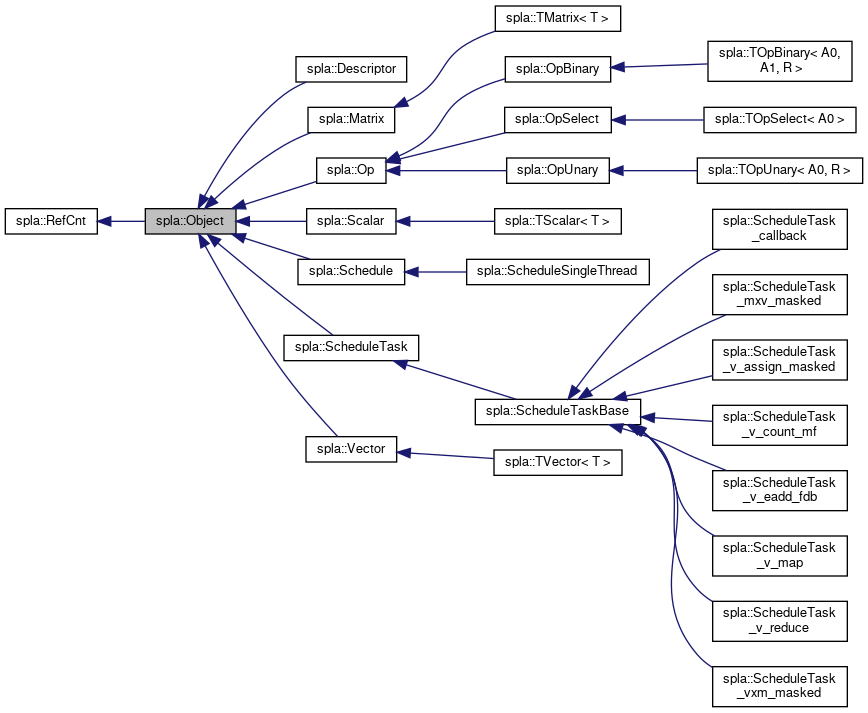 spla::RefCnt
spla::Object
spla::Descriptor
spla::Matrix
spla::Op
spla::Scalar
spla::Schedule
spla::ScheduleTask
spla::Vector
spla::TMatrix< T >
spla::OpBinary
spla::OpSelect
spla::OpUnary
spla::TScalar< T >
spla::ScheduleSingleThread
spla::ScheduleTaskBase
spla::TVector< T >
spla::TOpBinary< A0,
A1, R >
spla::TOpSelect< A0 >
spla::TOpUnary< A0, R >
spla::ScheduleTask
_callback
spla::ScheduleTask
_mxv_masked
spla::ScheduleTask
_v_assign_masked
spla::ScheduleTask
_v_count_mf
spla::ScheduleTask
_v_eadd_fdb
spla::ScheduleTask
_v_map
spla::ScheduleTask
_v_reduce
spla::ScheduleTask
_vxm_masked